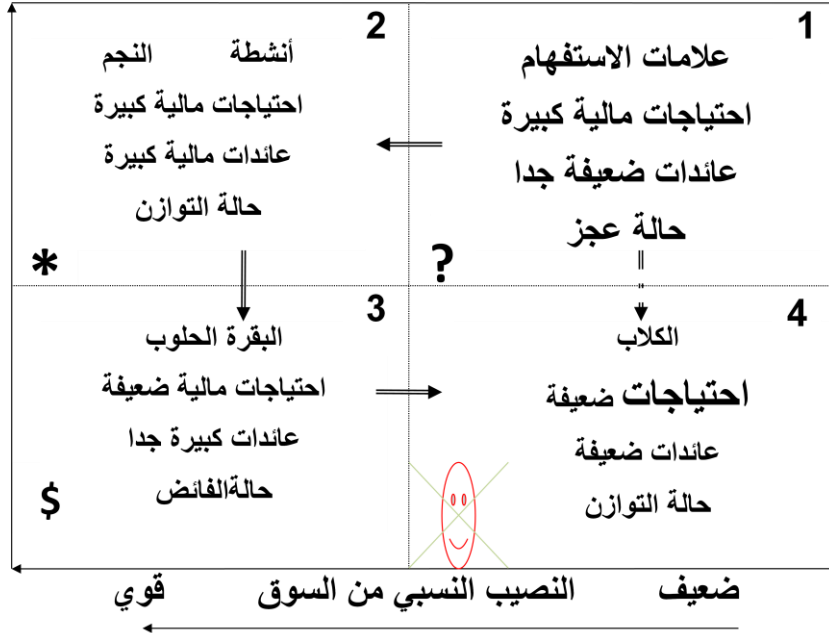 1
علامات الاستفهام
احتياجات مالية كبيرة
عائدات ضعيفة جدا
حالة عجز
?
2
أنشطة النجم
احتياجات مالية كبيرة
عائدات مالية كبيرة
حالة التوازن
*
3
البقرة الحلوب
احتياجات مالية ضعيفة
عائدات كبيرة جدا
حالةالفائض
$
4
الكلاب
احتياجات ضعيفة
عائدات ضعيفة
حالة التوازن
ضعيف النصيب النسبي من السوق قوي